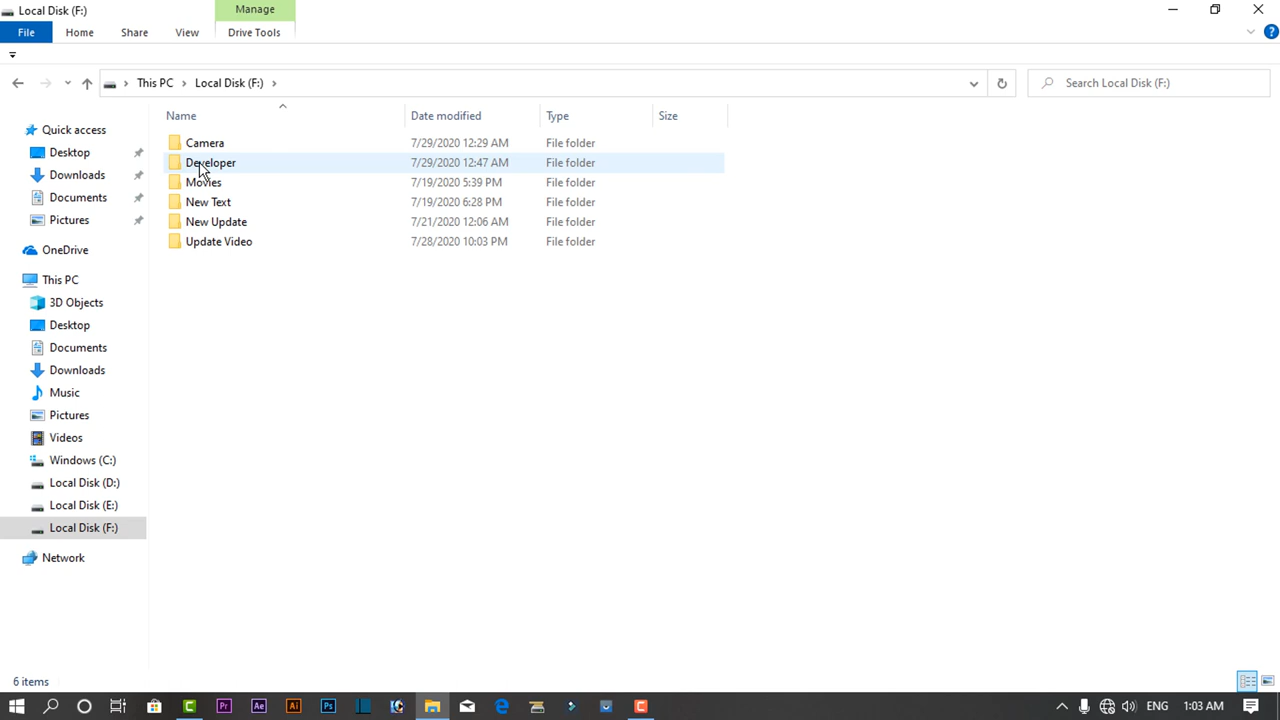 Local Disk (F:)
Manage
File
Home
Share
View
Drive Tools
This PC
Local Disk (F:)
Search Local Disk (F:)
Name
Date modified
Type
Size
Camera 7/29/2020 12:29 AM File folder
Developer 7/29/2020 12:47 AM File folder
Movies 7/19/2020 5:39 PM File folder
New Text 7/19/2020 6:28 PM File folder
New Update 7/21/2020 12:06 AM File folder
Update Video 7/28/2020 10:03 PM File folder
Quick access
Desktop
Downloads
Documents
Pictures
OneDrive
This PC
3D Objects
Desktop
Documents
Downloads
Music
Pictures
Videos
Windows (C:)
Local Disk (D:)
Local Disk (E:)
Local Disk (F:)
Network
6 items
Pr
Ae
Ai
Ps
ENG
1:03 AM